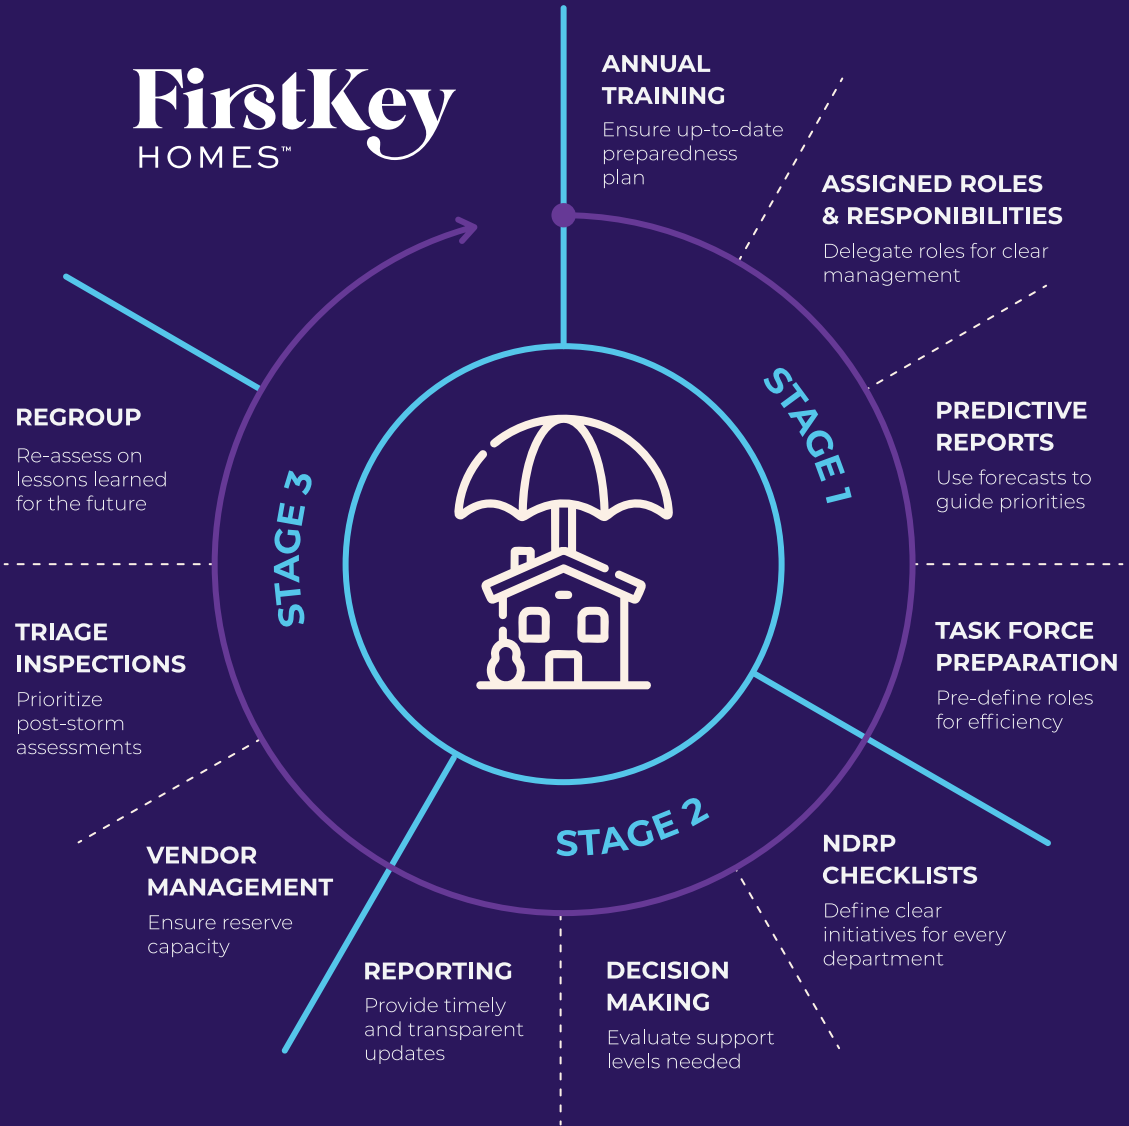 FirstKey
HOMES™
ANNUAL
TRAINING
Ensure up-to-date
preparedness
plan
ASSIGNED ROLES
& RESPONIBILITIES
Delegate roles for clear
management
PREDICTIVE
REPORTS
Use forecasts to
guide priorities
TASK FORCE
PREPARATION
Pre-define roles
for efficiency
STAGE 1
NDRP
CHECKLISTS
Define clear
initiatives for every
department
DECISION
MAKING
Evaluate support
levels needed
REPORTING
Provide timely
and transparent
updates
STAGE 2
VENDOR
MANAGEMENT
Ensure reserve
capacity
TRIAGE
INSPECTIONS
Prioritize
post-storm
assessments
REGROUP
Re-assess on
lessons learned
for the future
STAGE 3